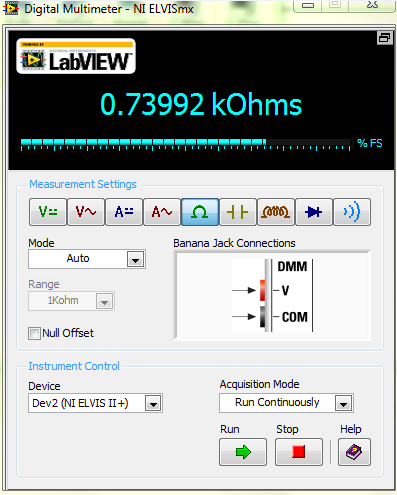 Digital Multimeter - NI ELVISmx
LabVIEW™
0.73992 kOhms
% FS
Measurement Settings
V
V
A
A
Ω
Mode
Banana Jack Connections
Auto
DMM
V
COM
Range
1Kohm
Null Offset
Instrument Control
Device
Acquisition Mode
Dev2 (NI ELVIS II+)
Run Continuously
Run
Stop
Help